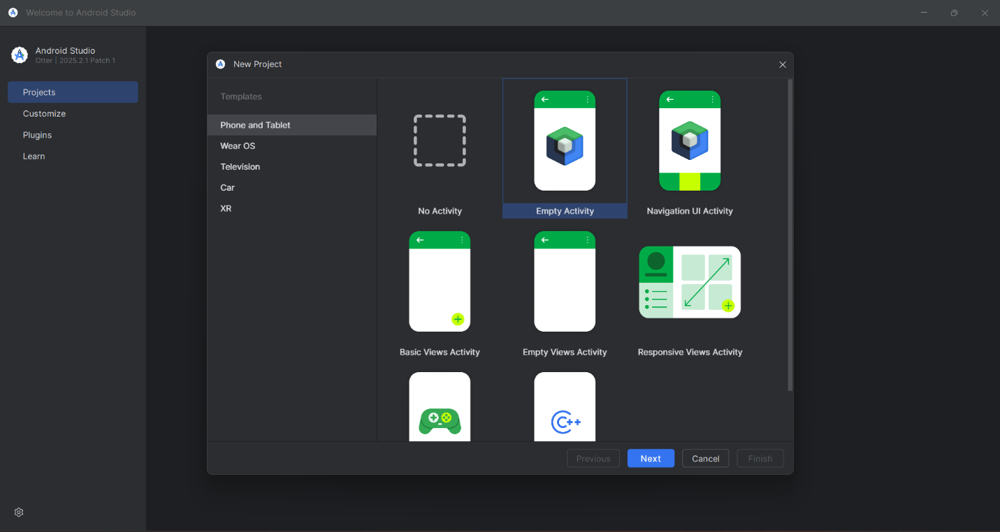 Welcome to Android Studio
Android Studio
Otter | 2025.2.1 Patch 1
Projects
Customize
Plugins
Learn
New Project
Templates
Phone and Tablet
Wear OS
Television
Car
XR
No Activity
Empty Activity
Navigation UI Activity
Basic Views Activity
Empty Views Activity
Responsive Views Activity
C++
Previous
Next
Cancel
Finish